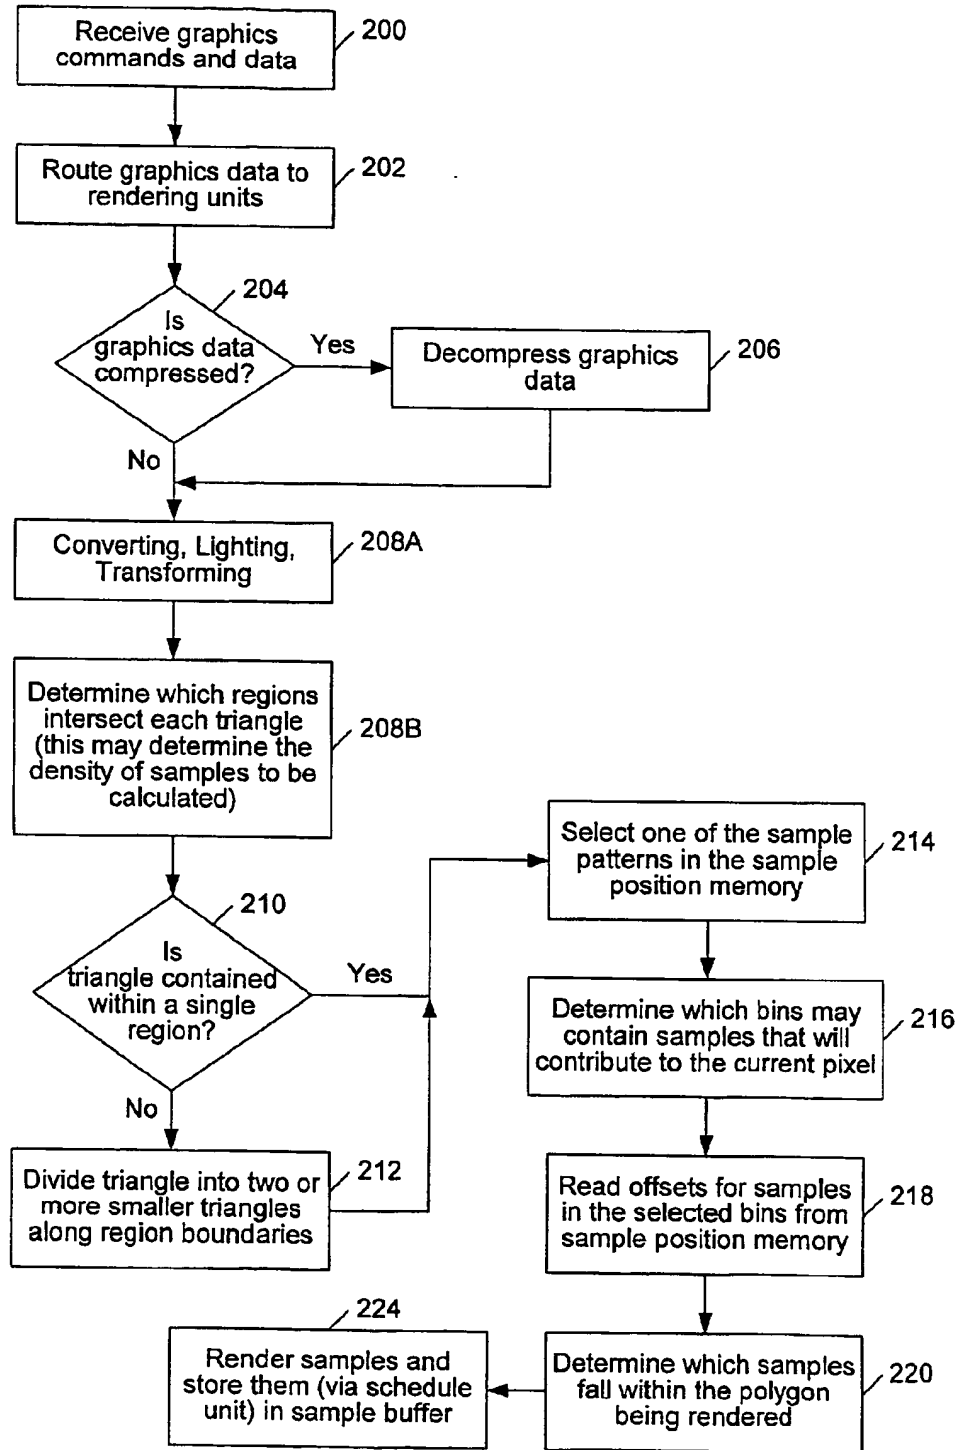 Receive graphics
commands and data
200
Route graphics data to
rendering units
202
204
Is
graphics data
compressed?
Yes
Decompress graphics
data
206
No
Converting, Lighting,
Transforming
208A
Determine which regions
intersect each triangle
(this may determine the
density of samples to be
calculated)
208B
210
Is
triangle contained
within a single
region?
Yes
No
Divide triangle into two or
more smaller triangles
along region boundaries
212
Select one of the sample
patterns in the sample
position memory
214
Determine which bins may
contain samples that will
contribute to the current pixel
216
Read offsets for samples
in the selected bins from
sample position memory
218
Determine which samples
fall within the polygon
being rendered
220
224
Render samples and
store them (via schedule
unit) in sample buffer